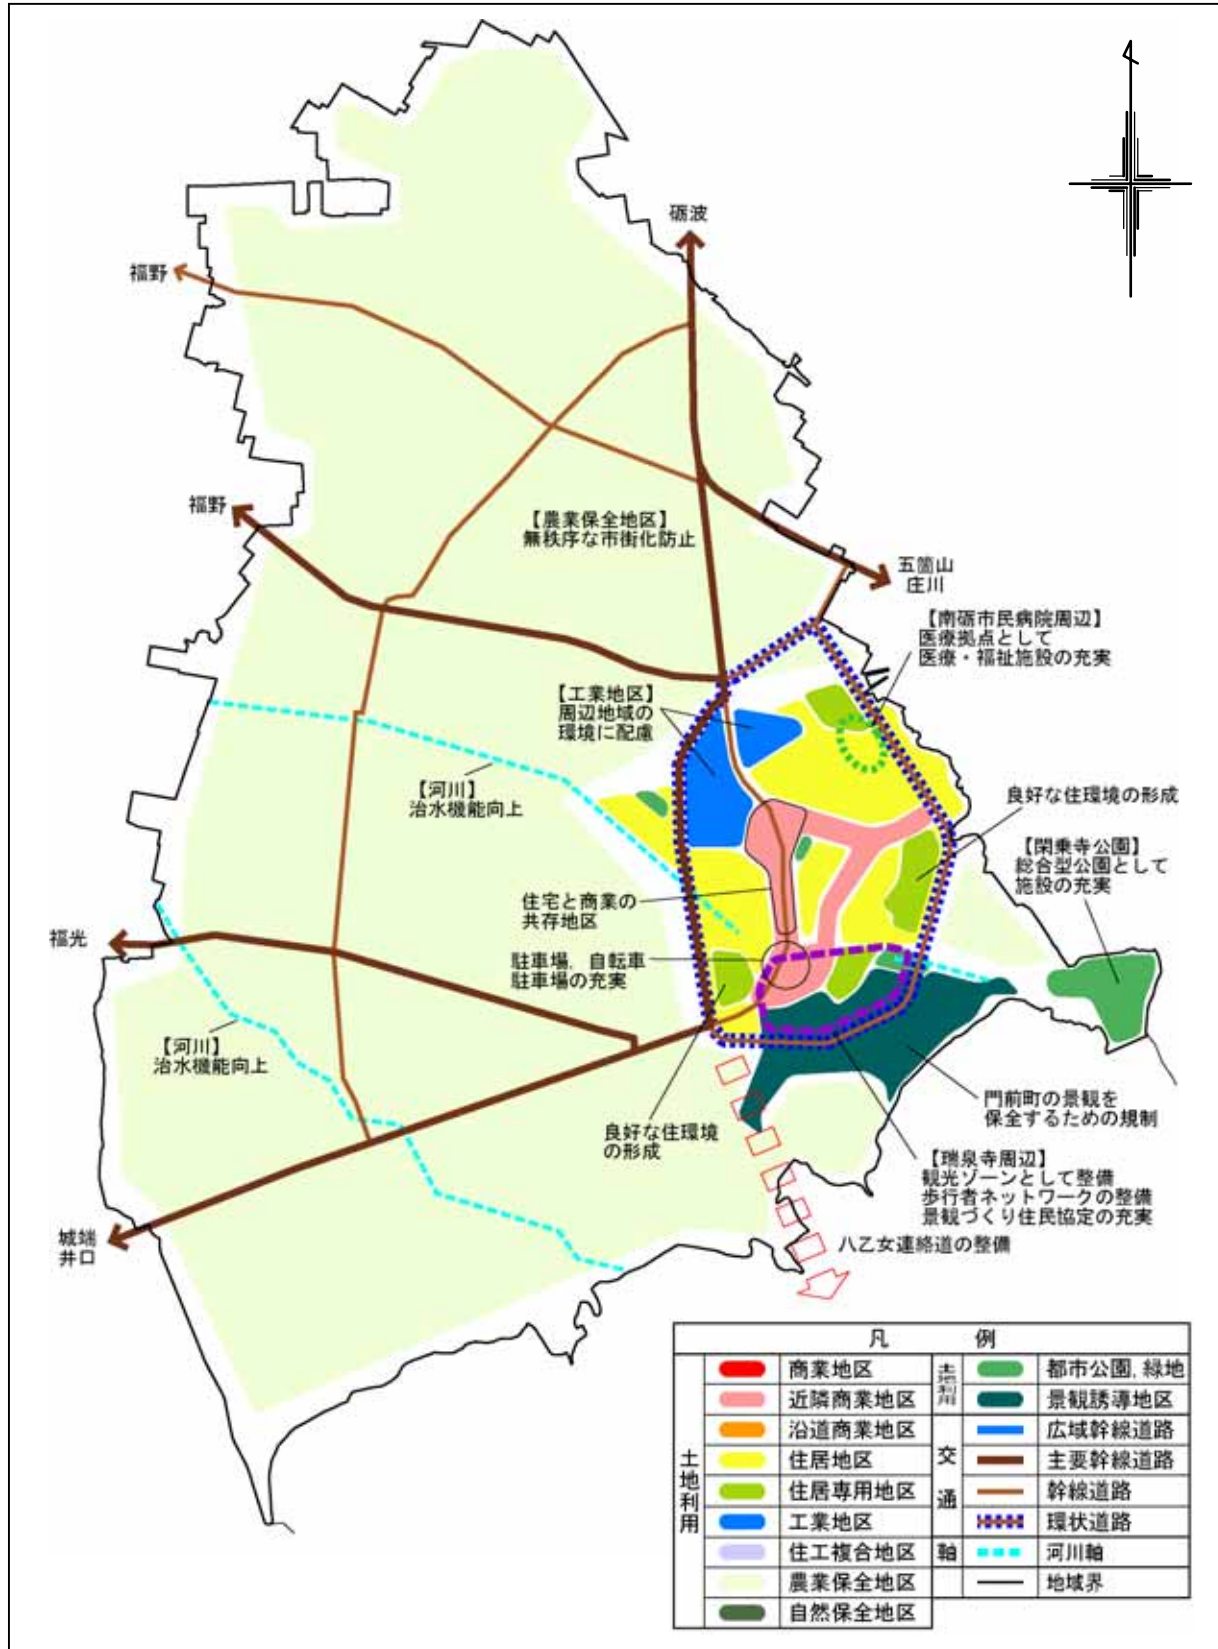 砺波
福野
福野
【農業保全地区】
無秩序な市街化防止
五箇山
庄川
【南砺市民病院周辺】
医療拠点として
医療・福祉施設の充実
【工業地区】
周辺地域の
環境に配慮
【河川】
治水機能向上
良好な住環境の形成
【閑乗寺公園】
総合型公園として
施設の充実
住宅と商業の
共存地区
福光
駐車場，自転車
駐車場の充実
【河川】
治水機能向上
門前町の景観を
保全するための規制
良好な住環境
の形成
【瑞泉寺周辺】
観光ゾーンとして整備
歩行者ネットワークの整備
景観づくり住民協定の充実
城端
井口
八乙女連絡道の整備
凡例
土地利用
商業地区
近隣商業地区
沿道商業地区
住居地区
住居専用地区
工業地区
住工複合地区
農業保全地区
自然保全地区
土地利用
都市公園，緑地
景観誘導地区
交通
広域幹線道路
主要幹線道路
幹線道路
環状道路
軸
河川軸
地域界